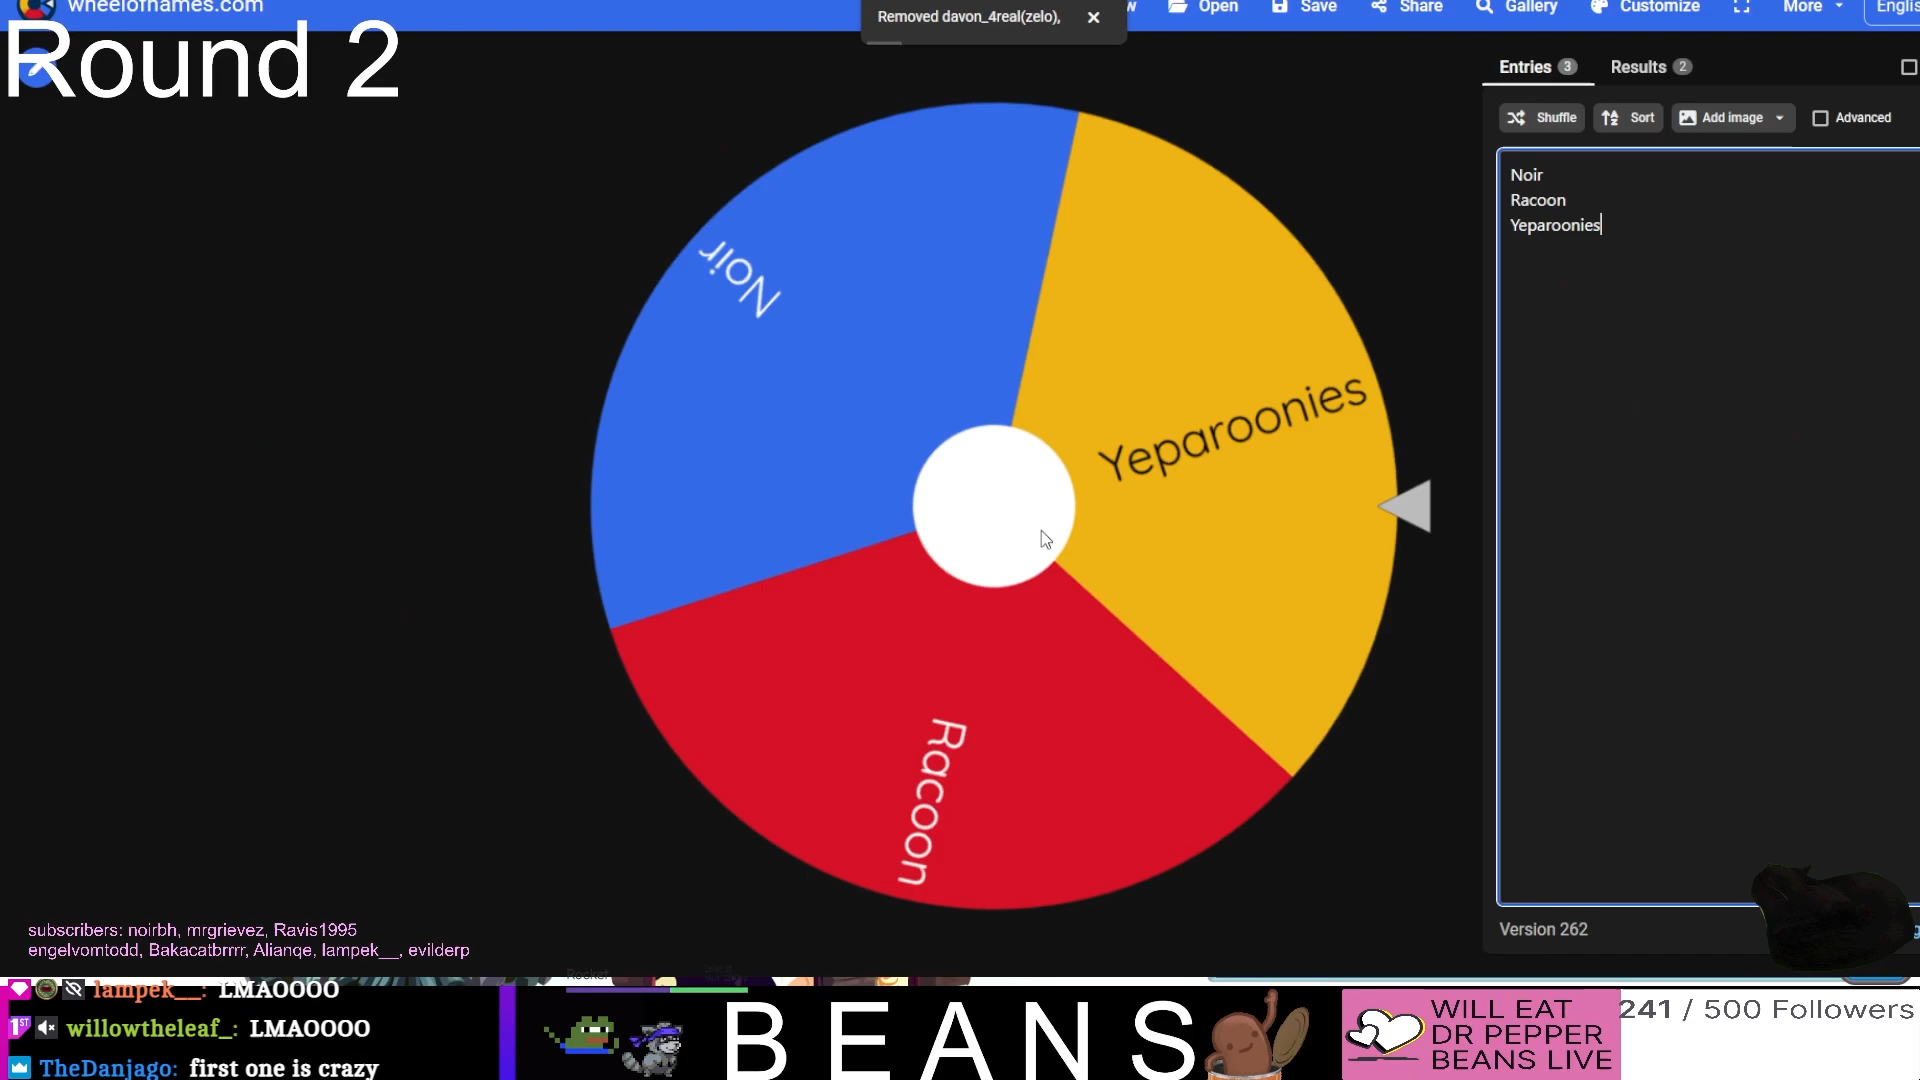 wheelofnames.com
Removed davon_4real(zelo),
Open
Save
Share
Gallery
Customize
More
Round 2
Entries 3
Results 2
Shuffle
Sort
Add image
Advanced
Noir
Racoon
Yeparoonies
Noir
Yeparoonies
Racoon
Version 262
subscribers: noirbh, mrgrievez, Ravis1995
engelvomtodd, Bakacatbrrrr, Alianqe, lampek__, evilderp
lampek__: LMAOOOO
willowtheleaf_: LMAOOOO
TheDanjago: first one is crazy
Rocket
BEANS
WILL EAT
DR PEPPER
BEANS LIVE
241 / 500 Followers
1ST